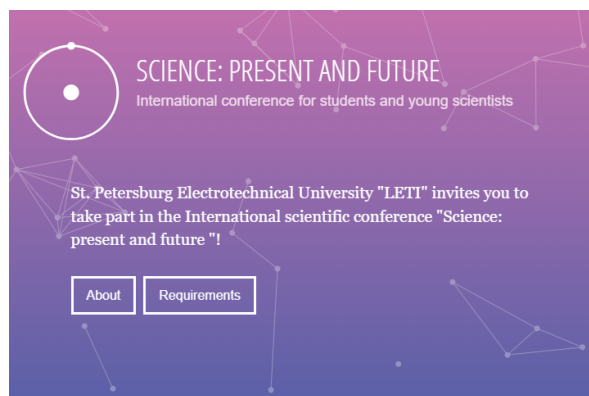 SCIENCE: PRESENT AND FUTURE
International conference for students and young scientists
St. Petersburg Electrotechnical University "LETI" invites you to
take part in the International scientific conference "Science:
present and future "!
About
Requirements